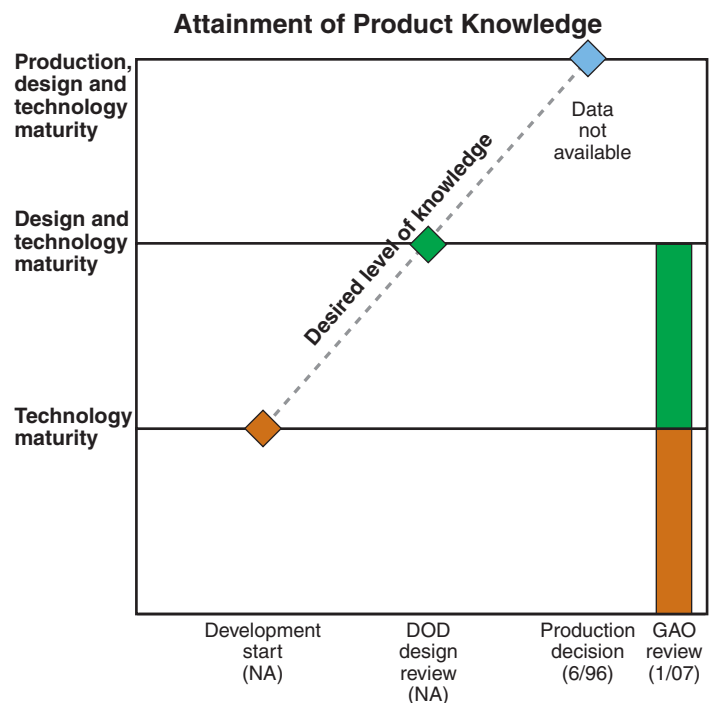 Attainment of Product Knowledge
Production,
design and
technology
maturity
Data
not
available
Desired level of knowledge
Design and
technology
maturity
Technology
maturity
Development
start
(NA)
DOD
design
review
(NA)
Production
decision
(6/96)
GAO
review
(1/07)